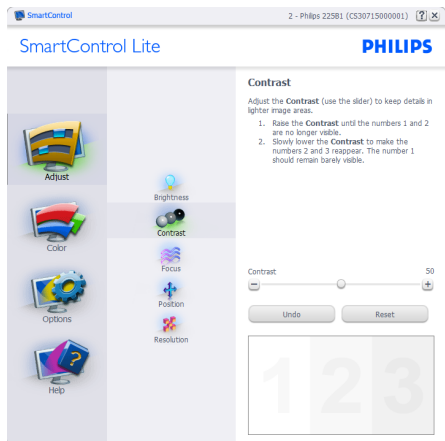 SmartControl
2 - Philips 225B1 (CS30715000001)
SmartControl Lite
PHILIPS
Adjust
Color
Options
Help
Brightness
Contrast
Focus
Position
Resolution
Contrast
Adjust the Contrast (use the slider) to keep details in
lighter image areas.
1. Raise the Contrast until the numbers 1 and 2
are no longer visible.
2. Slowly lower the Contrast to make the
numbers 2 and 3 reappear. The number 1
should remain barely visible.
Contrast 50
Undo Reset
1 2 3